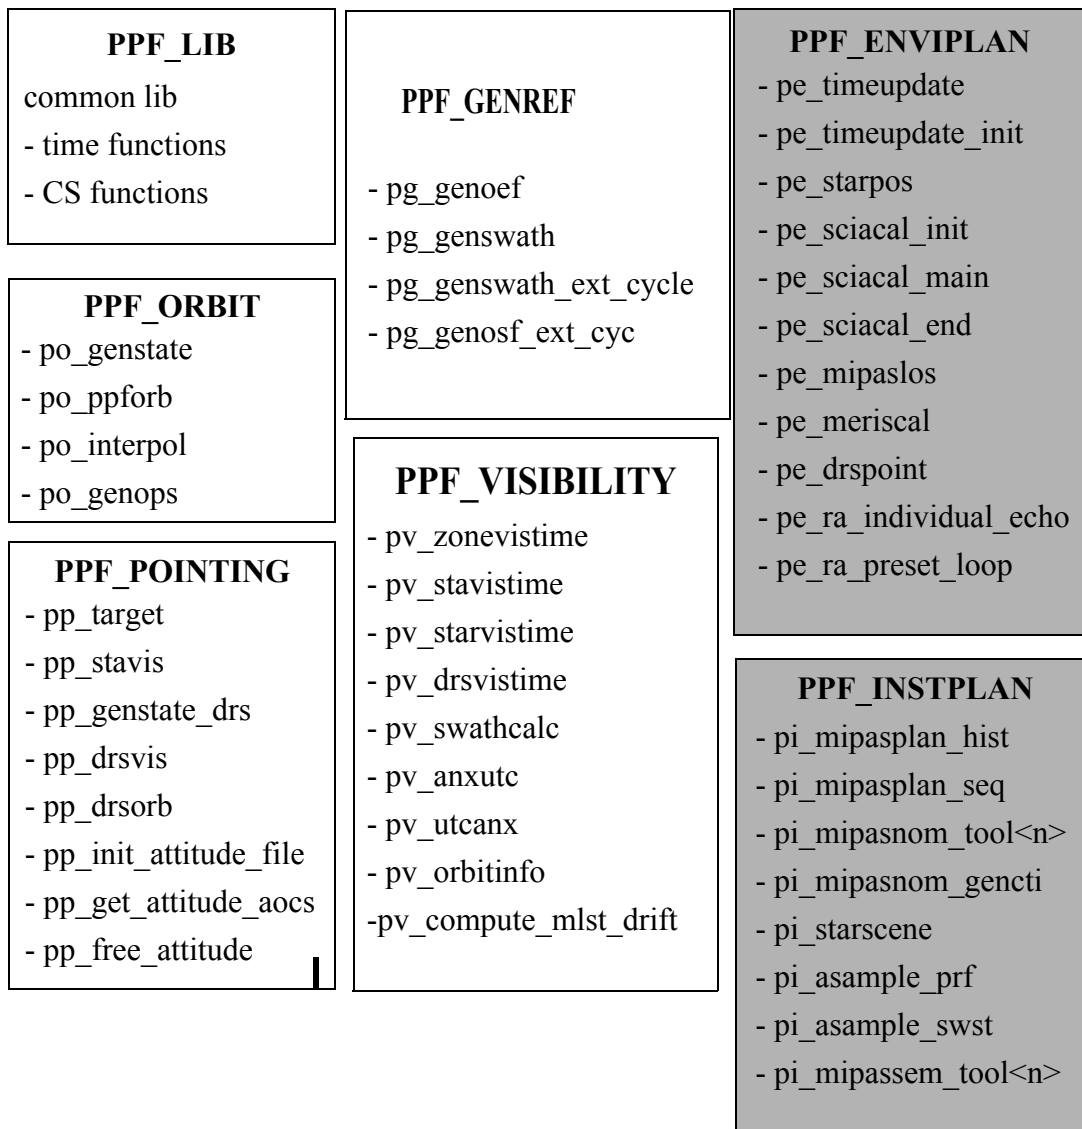 PPF_LIB
common lib
- time functions
- CS functions
PPF_ORBIT
- po_genstate
- po_ppforb
- po_interpol
- po_genops
PPF_POINTING
- pp_target
- pp_stavis
- pp_genstate_drs
- pp_drsvis
- pp_drsorb
- pp_init_attitude_file
- pp_get_attitude_aocs
- pp_free_attitude
PPF_GENREF
- pg_genoef
- pg_genswath
- pg_genswath_ext_cycle
- pg_genosf_ext_cyc
PPF_VISIBILITY
- pv_zonevistime
- pv_stavistime
- pv_starvistime
- pv_drsvistime
- pv_swathcalc
- pv_anxutc
- pv_utcanx
- pv_orbitinfo
-pv_compute_mlst_drift
PPF_ENVIPLAN
- pe_timeupdate
- pe_timeupdate_init
- pe_starpos
- pe_sciacal_init
- pe_sciacal_main
- pe_sciacal_end
- pe_mipaslos
- pe_meriscal
- pe_drspoint
- pe_ra_individual_echo
- pe_ra_preset_loop
PPF_INSTPLAN
- pi_mipasplan_hist
- pi_mipasplan_seq
- pi_mipasnom_tool<n>
- pi_mipasnom_gencti
- pi_starscene
- pi_asample_prf
- pi_asample_swst
- pi_mipassem_tool<n>